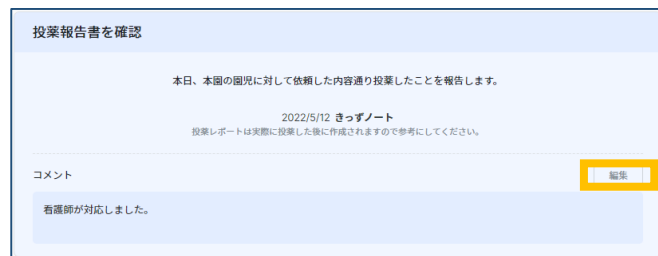 投薬報告書を確認
本日、本園の園児に対して依頼した内容通り投薬したことを報告します。
2022/5/12 きっずノート
投薬レポートは実際に投薬した後に作成されますので参考にしてください。
コメント
編集
看護師が対応しました。